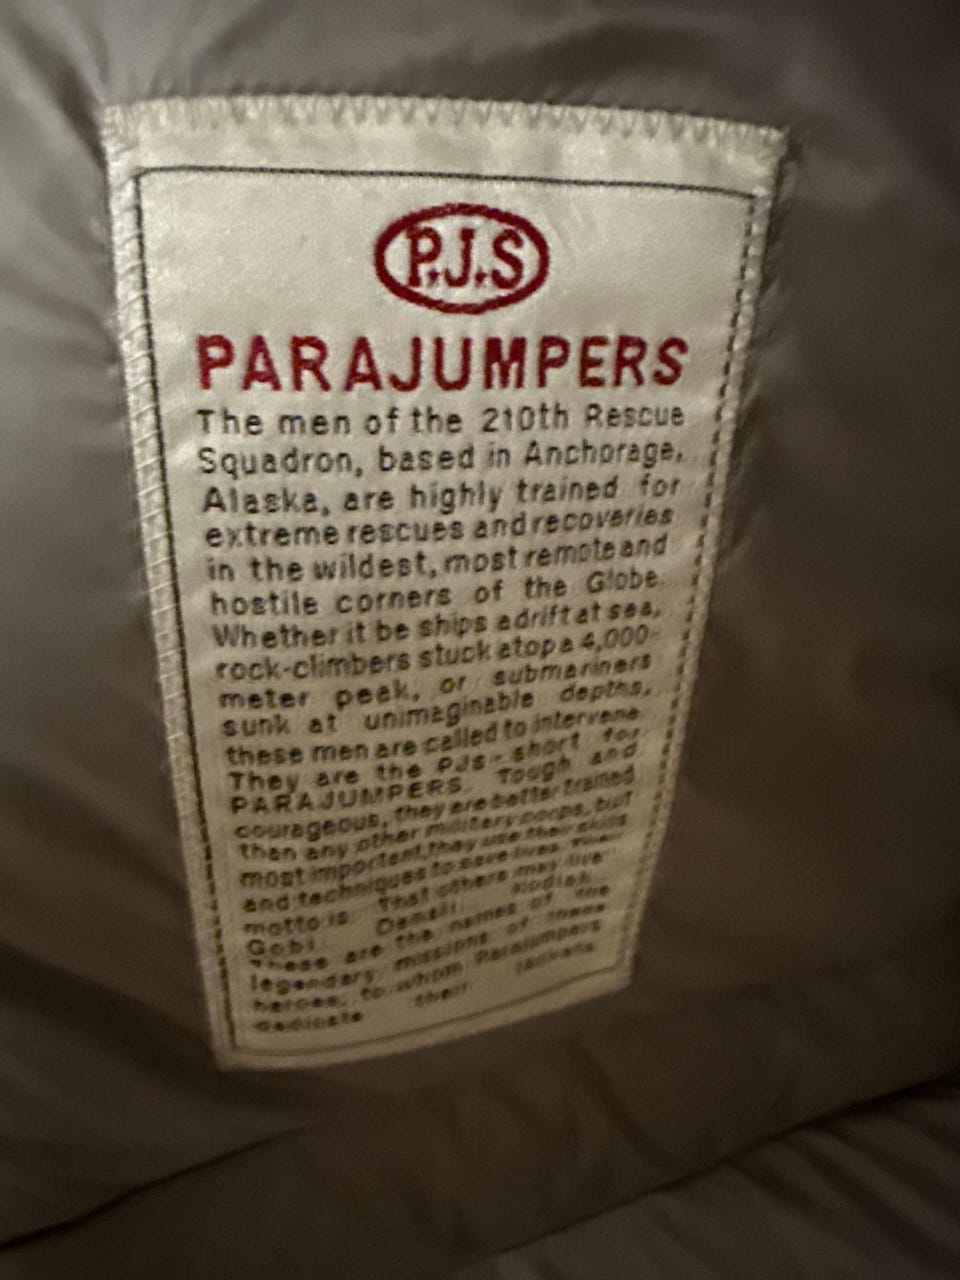 P.J.S
PARAJUMPERS
The men of the 210th Rescue
Squadron, based in Anchorage,
Alaska, are highly trained for
extreme rescues and recoveries
in the wildest, most remote and
hostile corners of the Globe.
Whether it be ships adrift at sea,
rock-climbers stuck atop a 4,000-
meter peak, or submariners
sunk at unimaginable depths,
these men are called to intervene.
They are the PJs - short for
PARAJUMPERS. Tough and
courageous, they are better trained
than any other military corps, but
most important, they use their skills
and techniques to save lives. Their
motto is: That others may live.
Gobi Denali Kodiak
These are the names of the
legendary missions of these
heroes, to whom Parajumpers
dedicate their jackets